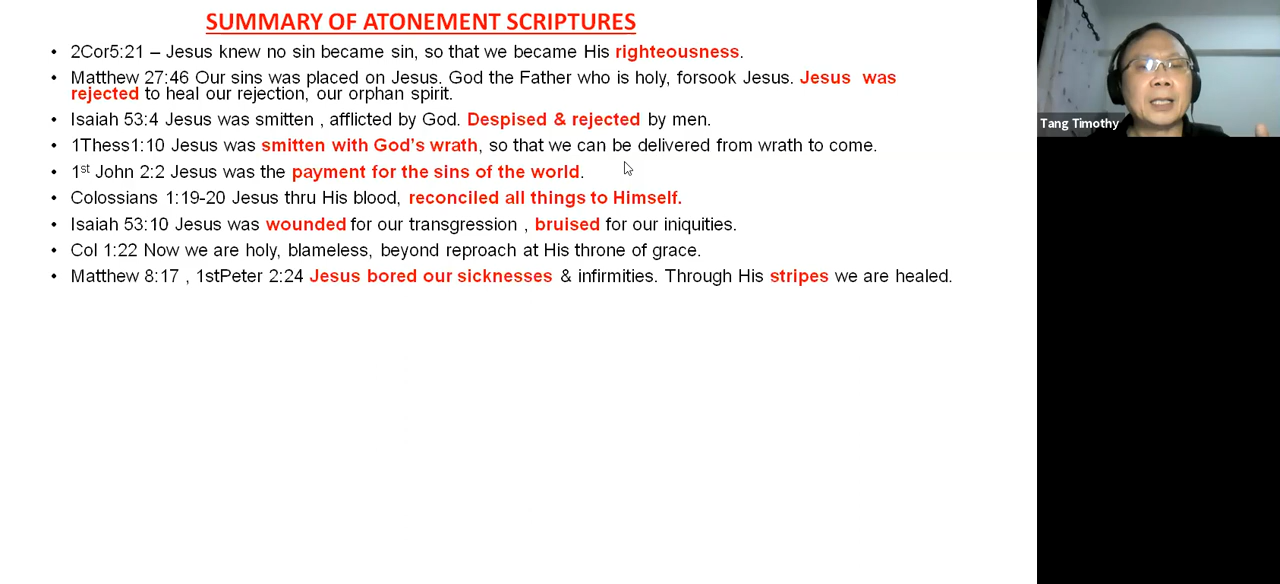 SUMMARY OF ATONEMENT SCRIPTURES
• 2Cor5:21 – Jesus knew no sin became sin, so that we became His righteousness.
• Matthew 27:46 Our sins was placed on Jesus. God the Father who is holy, forsook Jesus. Jesus was
rejected to heal our rejection, our orphan spirit.
• Isaiah 53:4 Jesus was smitten , afflicted by God. Despised & rejected by men.
• 1Thess1:10 Jesus was smitten with God's wrath, so that we can be delivered from wrath to come.
• 1st John 2:2 Jesus was the payment for the sins of the world.
• Colossians 1:19-20 Jesus thru His blood, reconciled all things to Himself.
• Isaiah 53:10 Jesus was wounded for our transgression , bruised for our iniquities.
• Col 1:22 Now we are holy, blameless, beyond reproach at His throne of grace.
• Matthew 8:17 , 1stPeter 2:24 Jesus bored our sicknesses & infirmities. Through His stripes we are healed.
Tang Timothy